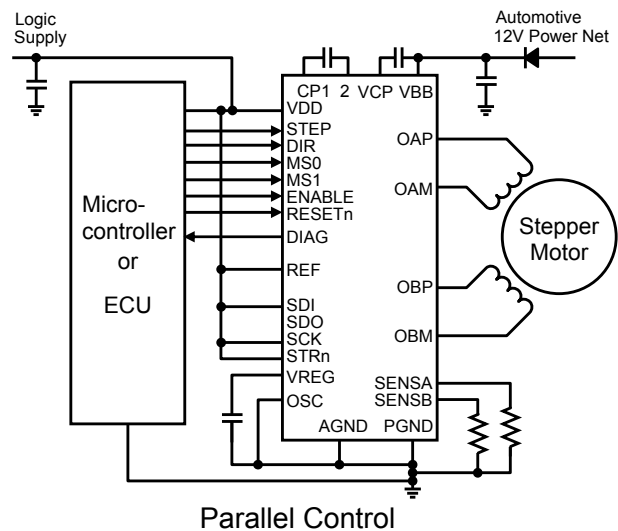 Logic
Supply
Automotive
12V Power Net
CP1 2 VCP VBB
VDD
STEP
DIR
MS0
MS1
ENABLE
RESETn
DIAG
REF
SDI
SDO
SCK
STRn
VREG
OSC
AGND PGND
OAP
OAM
OBP
OBM
SENSA
SENSB
Micro-
controller
or
ECU
Stepper
Motor
Parallel Control